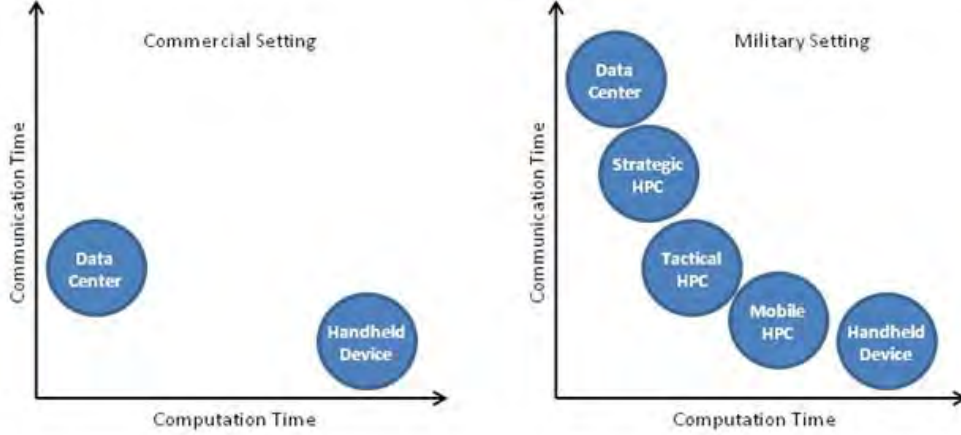 Commercial Setting
Communication Time
Data
Center
Handheld
Device
Computation Time
Military Setting
Communication Time
Data
Center
Strategic
HPC
Tactical
HPC
Mobile
HPC
Handheld
Device
Computation Time